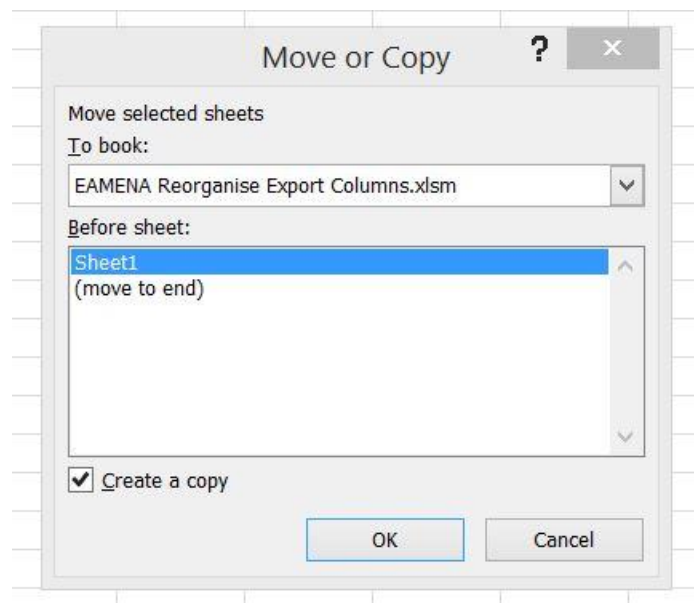 Move or Copy
?
×
Move selected sheets
To book:
EAMENA Reorganise Export Columns.xlsm
Before sheet:
Sheet1
(move to end)
Create a copy
OK Cancel